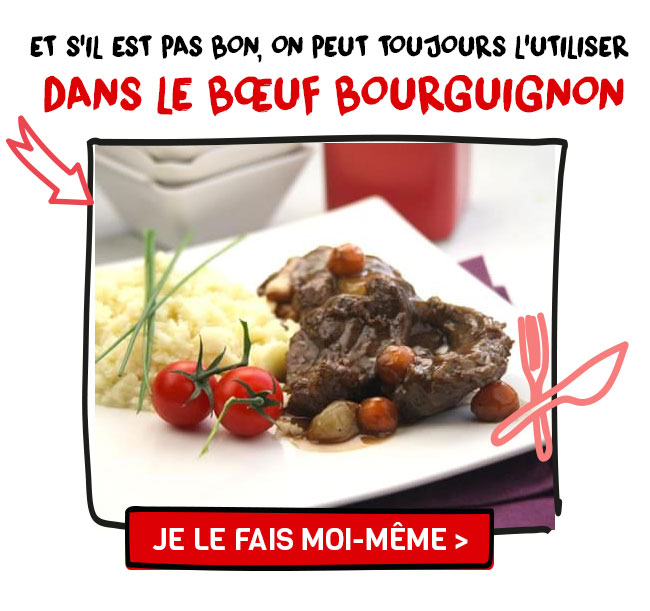 ET S'IL EST PAS BON, ON PEUT TOUJOURS L'UTILISER
DANS LE BŒUF BOURGUIGNON
JE LE FAIS MOI-MÊME >